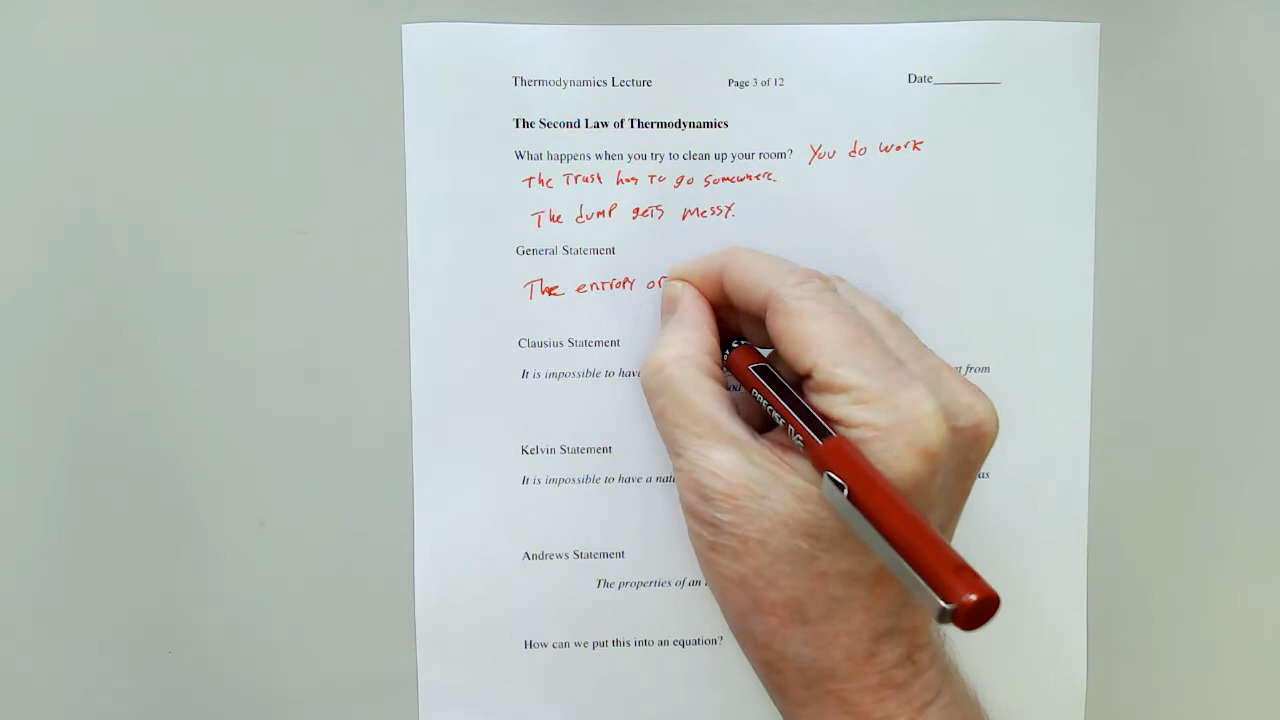 Thermodynamics Lecture Page 3 of 12 Date__________
The Second Law of Thermodynamics
What happens when you try to clean up your room? You do work
The Trash has To go somewhere.
The dump gets messy.
General Statement
The entropy of
Clausius Statement
It is impossible to have from
Kelvin Statement
It is impossible to have a as
Andrews Statement
The properties of an
How can we put this into an equation?
PRECISE V5